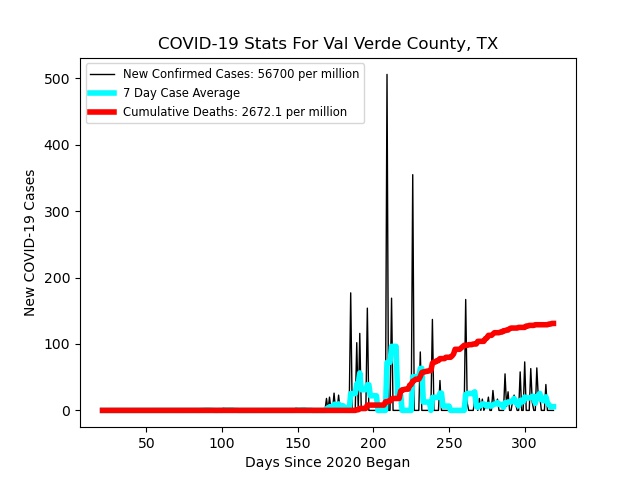 COVID-19 Stats For Val Verde County, TX
New Confirmed Cases: 56700 per million
7 Day Case Average
Cumulative Deaths: 2672.1 per million
New COVID-19 Cases
500
400
300
200
100
0
50 100 150 200 250 300
Days Since 2020 Began